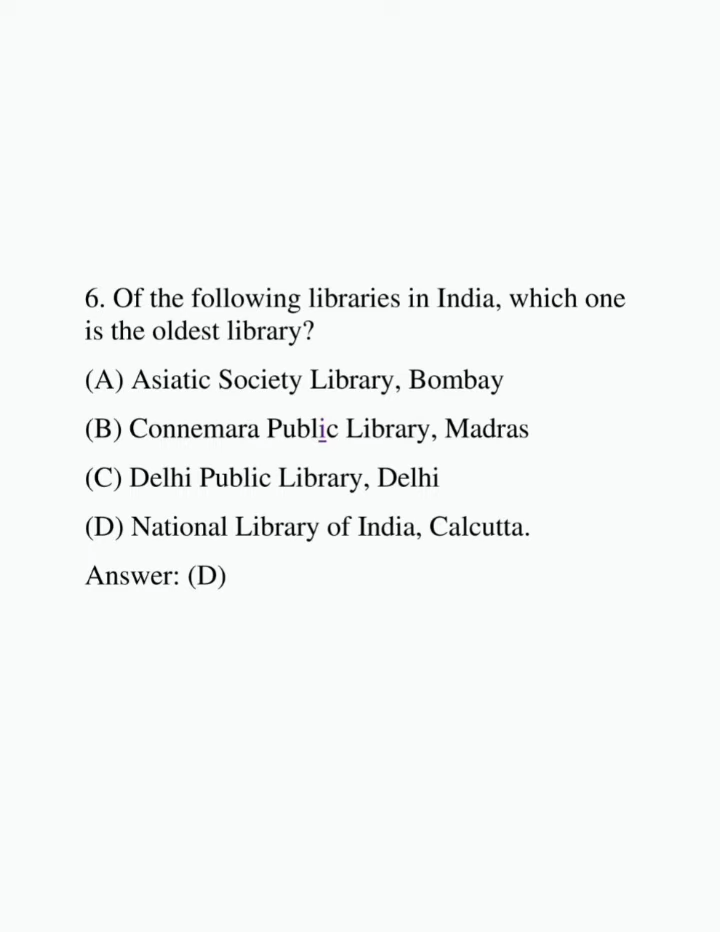 6. Of the following libraries in India, which one
is the oldest library?
(A) Asiatic Society Library, Bombay
(B) Connemara Public Library, Madras
(C) Delhi Public Library, Delhi
(D) National Library of India, Calcutta.
Answer: (D)